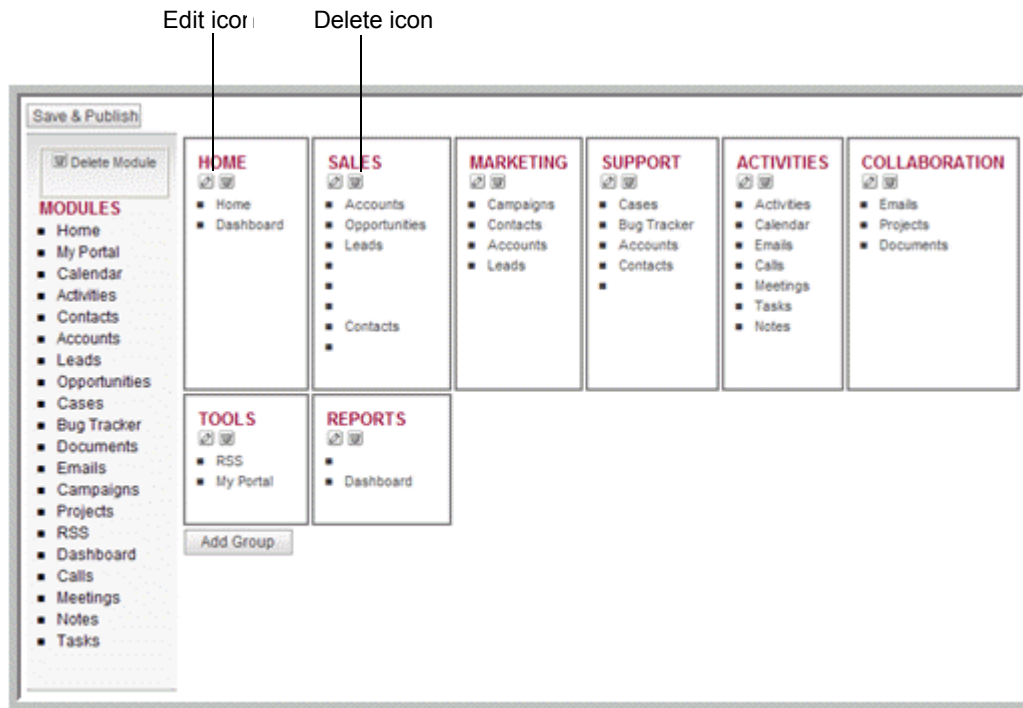 Edit icon Delete icon
Save & Publish
Delete Module
MODULES
Home
My Portal
Calendar
Activities
Contacts
Accounts
Leads
Opportunities
Cases
Bug Tracker
Documents
Emails
Campaigns
Projects
RSS
Dashboard
Calls
Meetings
Notes
Tasks
HOME
Home
Dashboard
SALES
Accounts
Opportunities
Leads
Contacts
MARKETING
Campaigns
Contacts
Accounts
Leads
SUPPORT
Cases
Bug Tracker
Accounts
Contacts
ACTIVITIES
Activities
Calendar
Emails
Calls
Meetings
Tasks
Notes
COLLABORATION
Emails
Projects
Documents
TOOLS
RSS
My Portal
REPORTS
Dashboard
Add Group